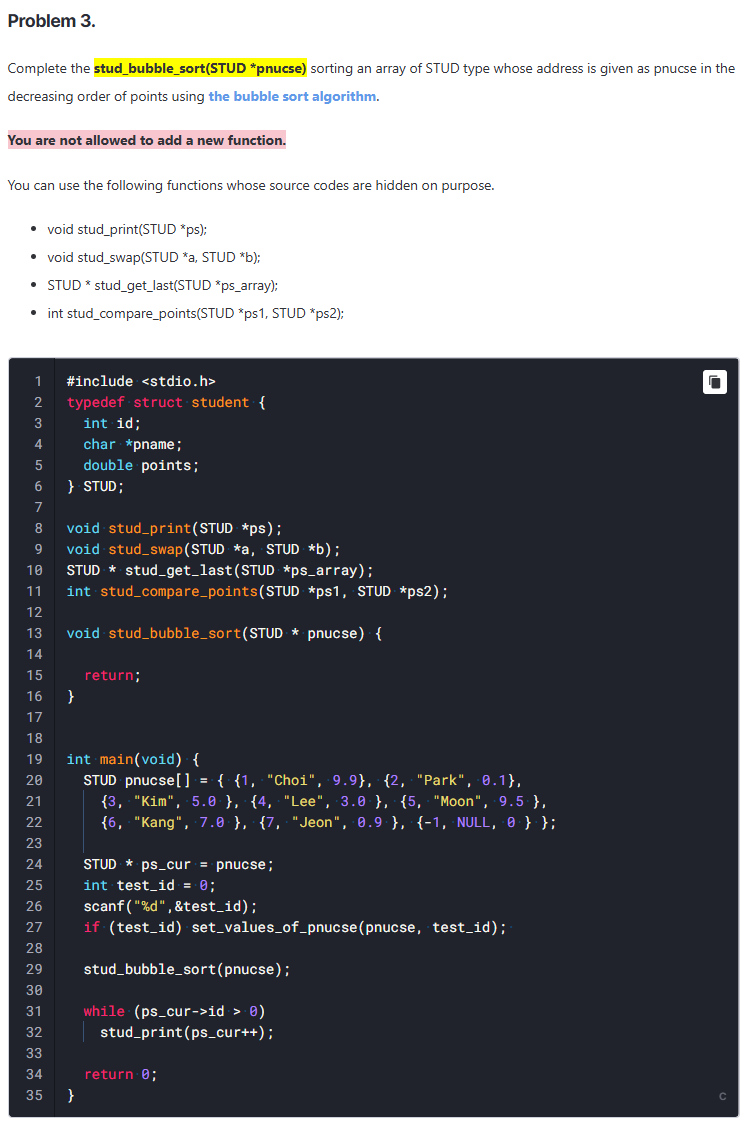 Problem 3.
Complete the stud_bubble_sort(STUD *pnucse) sorting an array of STUD type whose address is given as pnucse in the
decreasing order of points using the bubble sort algorithm.
You are not allowed to add a new function.
You can use the following functions whose source codes are hidden on purpose.
• void stud_print(STUD *ps);
• void stud_swap(STUD *a, STUD *b);
• STUD * stud_get_last(STUD *ps_array);
• int stud_compare_points(STUD *ps1, STUD *ps2);
1 #include <stdio.h>
2 typedef struct student {
3   int id;
4   char *pname;
5   double points;
6 } STUD;
7
8 void stud_print(STUD *ps);
9 void stud_swap(STUD *a, STUD *b);
10 STUD * stud_get_last(STUD *ps_array);
11 int stud_compare_points(STUD *ps1, STUD *ps2);
12
13 void stud_bubble_sort(STUD * pnucse) {
14
15   return;
16 }
17
18
19 int main(void) {
20   STUD pnucse[] = { {1, "Choi", 9.9}, {2, "Park", 0.1},
21     {3, "Kim", 5.0 }, {4, "Lee", 3.0 }, {5, "Moon", 9.5 },
22     {6, "Kang", 7.0 }, {7, "Jeon", 0.9 }, {-1, NULL, 0 } };
23
24   STUD * ps_cur = pnucse;
25   int test_id = 0;
26   scanf("%d",&test_id);
27   if (test_id) set_values_of_pnucse(pnucse, test_id);
28
29   stud_bubble_sort(pnucse);
30
31   while (ps_cur->id > 0)
32     stud_print(ps_cur++);
33
34   return 0;
35 }
C